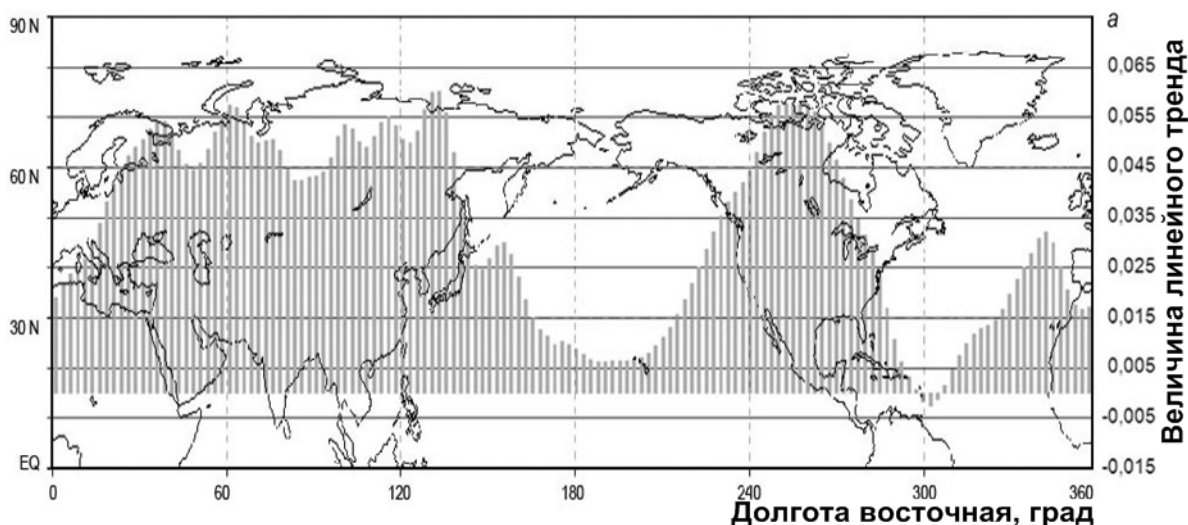 90 N
60 N
30 N
EQ
0 60 120 180 240 300 360
Долгота восточная, град
a
0,065
0,055
0,045
0,035
0,025
0,015
0,005
-0,005
-0,015
Величина линейного тренда